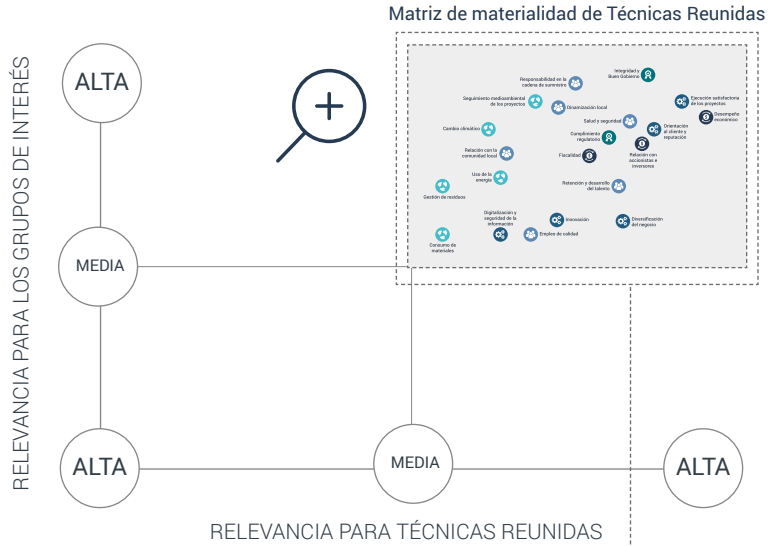 Matriz de materialidad de Técnicas Reunidas
RELEVANCIA PARA LOS GRUPOS DE INTERÉS
ALTA
MEDIA
ALTA
MEDIA
ALTA
RELEVANCIA PARA TÉCNICAS REUNIDAS
Integridad y
Buen Gobierno
Responsabilidad en la
cadena de suministro
Seguimiento medioambiental
de los proyectos
Dinamización local
Ejecución satisfactoria
de los proyectos
Desempeño
económico
Salud y seguridad
Orientación
al cliente y
reputación
Cambio climático
Cumplimiento
regulatorio
Relación con la
comunidad local
Fiscalidad
Relación con
accionistas e
inversores
Uso de la
energía
Retención y desarrollo
del talento
Gestión de residuos
Digitalización y
seguridad de la
información
Innovación
Diversificación
del negocio
Empleo de calidad
Consumo de
materiales